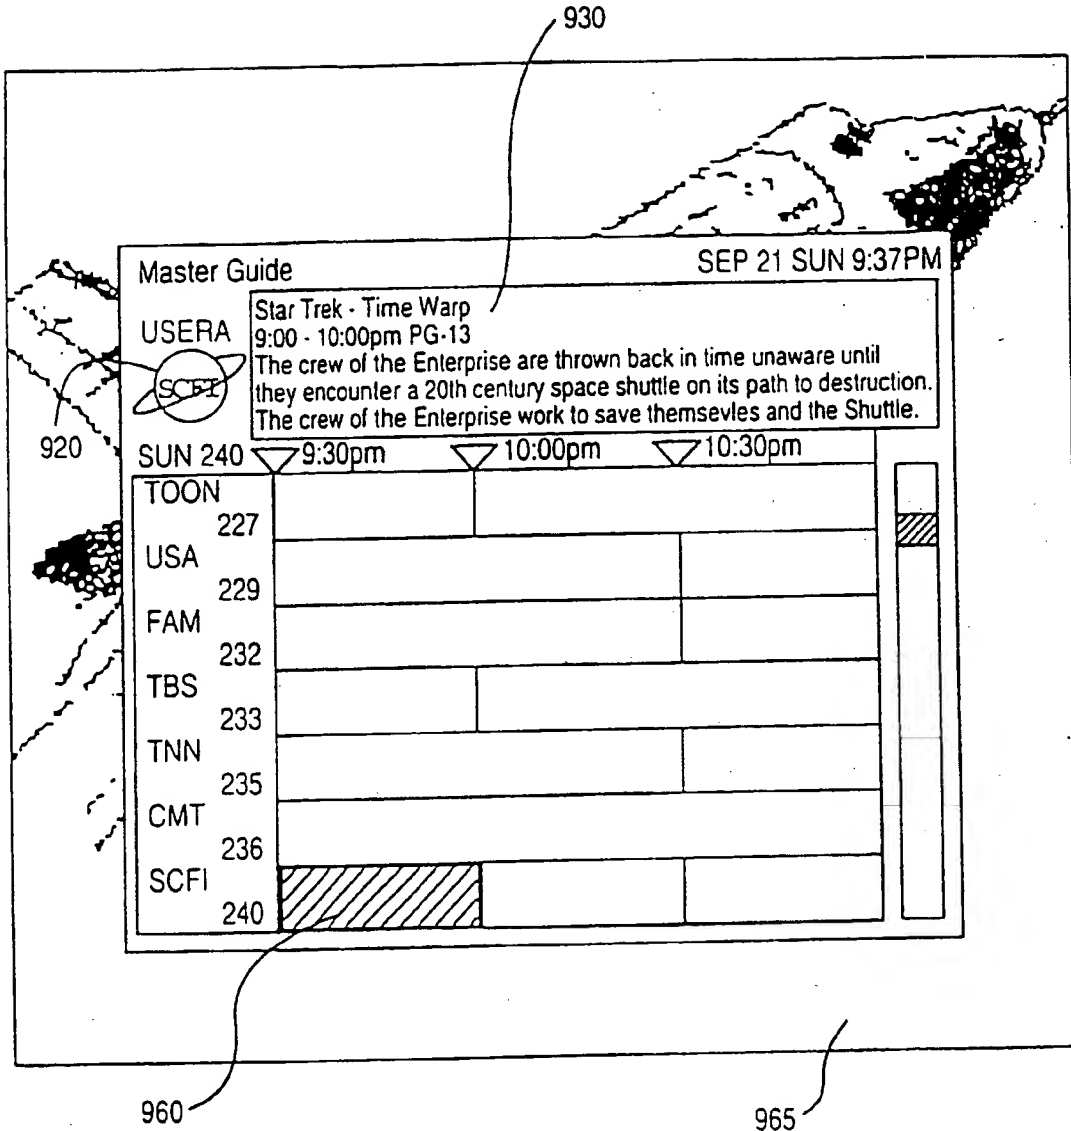 930
Master Guide SEP 21 SUN 9:37PM
USERA
SCFI
Star Trek - Time Warp
9:00 - 10:00pm PG-13
The crew of the Enterprise are thrown back in time unaware until
they encounter a 20th century space shuttle on its path to destruction.
The crew of the Enterprise work to save themsevles and the Shuttle.
920
SUN 240 9:30pm 10:00pm 10:30pm
TOON
227
USA
229
FAM
232
TBS
233
TNN
235
CMT
236
SCFI
240
960
965